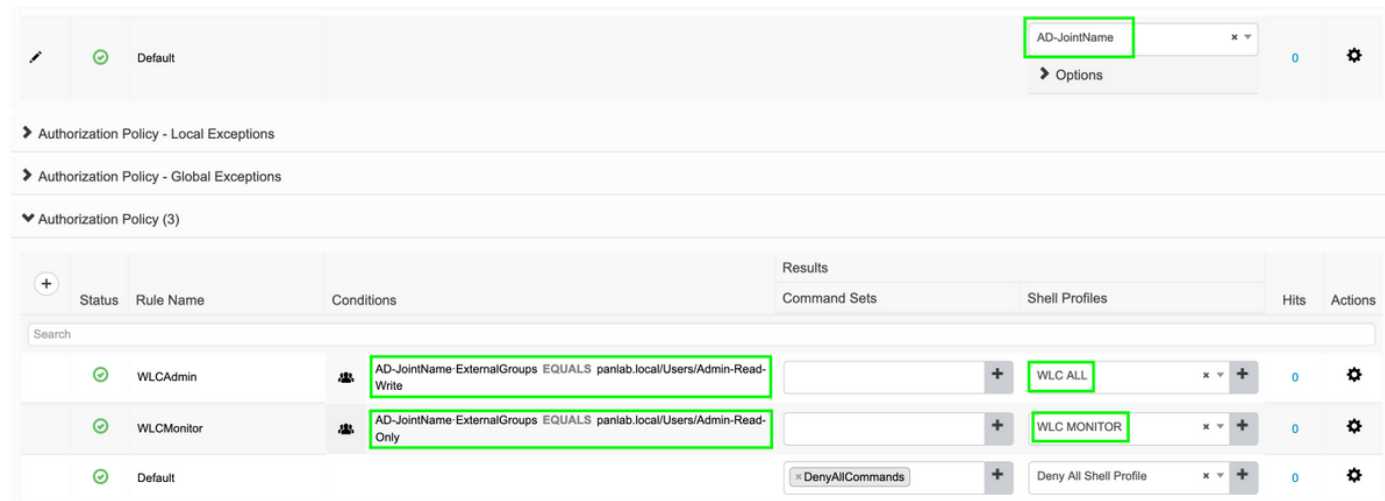 AD-JointName
Default
0
Options
Authorization Policy - Local Exceptions
Authorization Policy - Global Exceptions
Authorization Policy (3)
Results
Status Rule Name Conditions Command Sets Shell Profiles Hits Actions
Search
WLCAdmin AD-JointName·ExternalGroups EQUALS panlab.local/Users/Admin-Read-
Write WLC ALL 0
WLCMonitor AD-JointName·ExternalGroups EQUALS panlab.local/Users/Admin-Read-
Only WLC MONITOR 0
Default DenyAllCommands Deny All Shell Profile 0